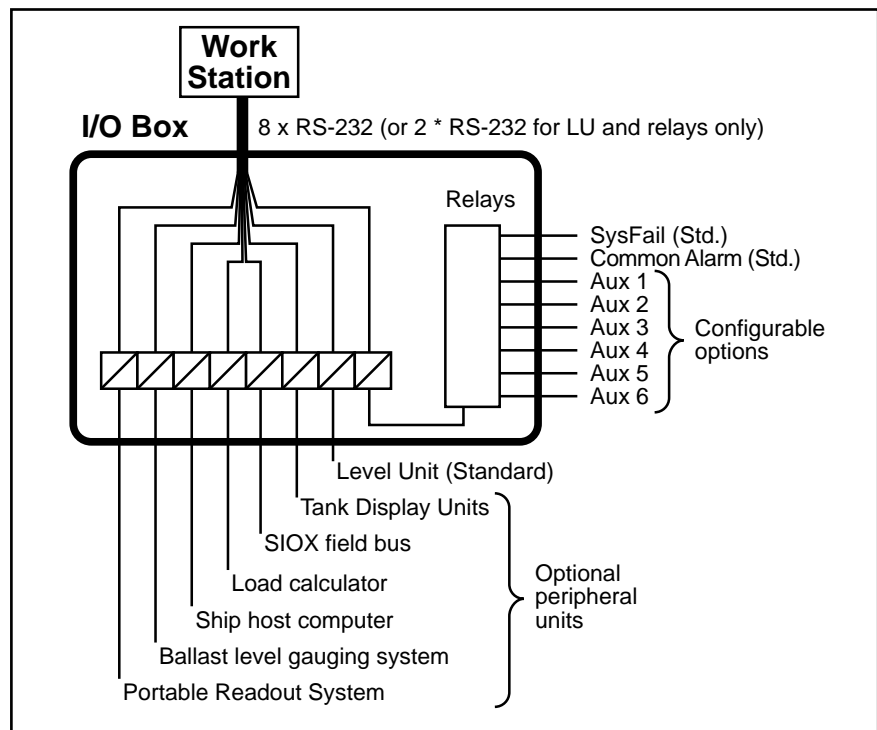 Work
Station
I/O Box
8 x RS-232 (or 2 * RS-232 for LU and relays only)
Relays
SysFail (Std.)
Common Alarm (Std.)
Aux 1
Aux 2
Aux 3
Aux 4
Aux 5
Aux 6
Configurable
options
Level Unit (Standard)
Tank Display Units
SIOX field bus
Load calculator
Ship host computer
Ballast level gauging system
Portable Readout System
Optional
peripheral
units